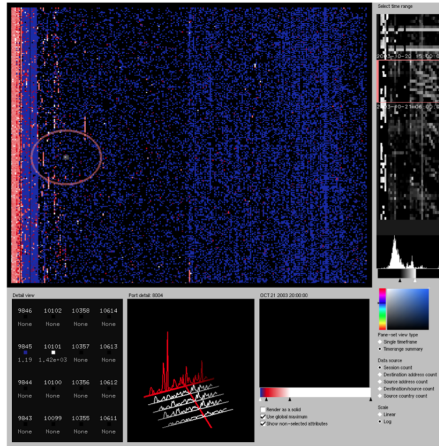 Select time range
Detail view
9846 10102 10358 10614
None None None None
9845 10101 10357 10613
1.19 1.42e-03 None None
9844 10100 10356 10612
None None None None
9843 10099 10355 10611
None None None None
Port detail: 8004
OCT 21 2003 20:00:00
Render as a solid
Use global maximum
Show non-selected attributes
Pane-set view type
Single timeframe
Timerange summary
Data source
Session count
Destination address count
Source address count
Destination/source count
Source country count
Scale
Linear
Log